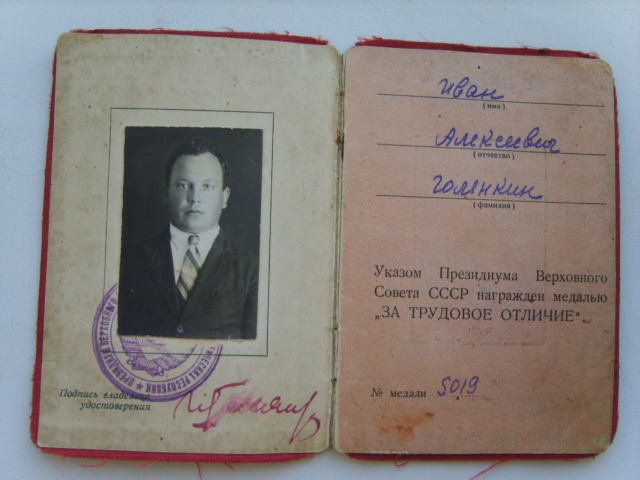 Подпись владельца
удостоверения
Иван
(имя)
Алексеевич
(отчество)
Голянкин
(фамилия)
Указом Президиума Верховного
Совета СССР награжден медалью
„ЗА ТРУДОВОЕ ОТЛИЧИЕ“.
№ медали 5019